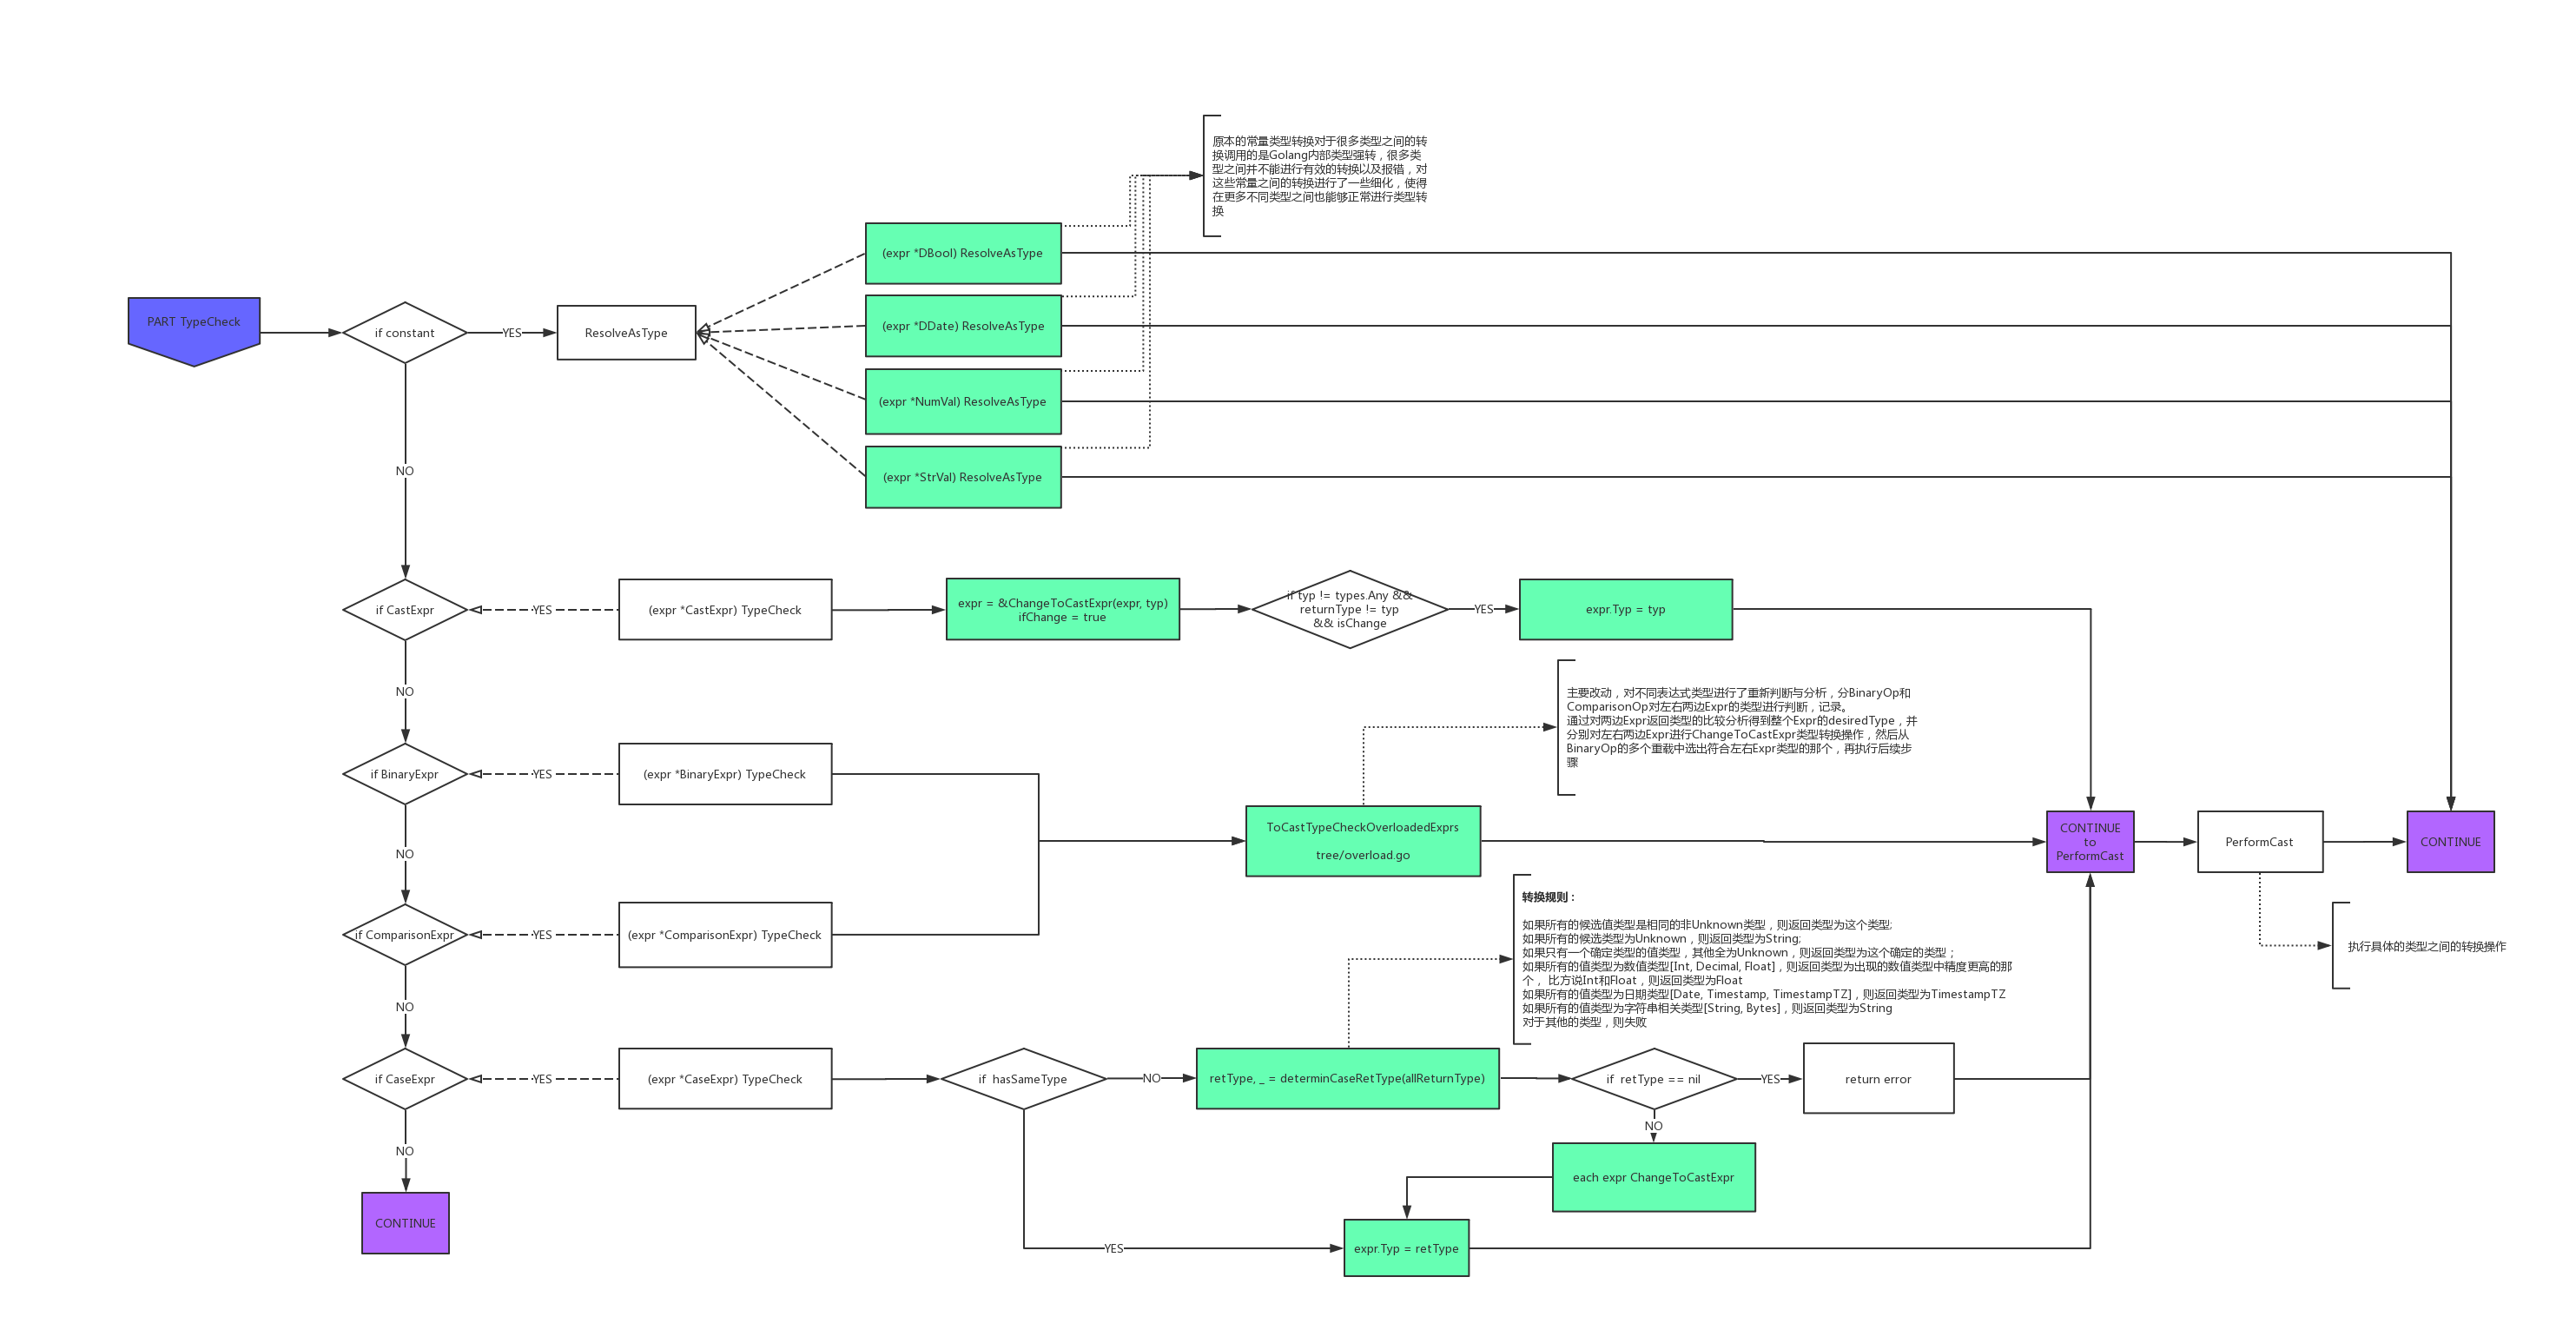 原本的常量类型转换对于很多类型之间的转
换调用的是Golang内部类型强转，很多类
型之间并不能进行有效的转换以及报错，对
这些常量之间的转换进行了一些细化，使得
在更多不同类型之间也能够正常进行类型转
换
(expr *DBool) ResolveAsType
PART TypeCheck
if constant
YES
ResolveAsType
(expr *DDate) ResolveAsType
(expr *NumVal) ResolveAsType
NO
(expr *StrVal) ResolveAsType
if CastExpr
YES
(expr *CastExpr) TypeCheck
expr = &ChangeToCastExpr(expr, typ)
ifChange = true
if typ != types.Any &&
returnType != typ
&& isChange
YES
expr.Typ = typ
NO
主要改动，对不同表达式类型进行了重新判断与分析，分BinaryOp和
ComparisonOp对左右两边Expr的类型进行判断，记录。
通过对两边Expr返回类型的比较分析得到整个Expr的desiredType，并
分别对左右两边Expr进行ChangeToCastExpr类型转换操作，然后从
BinaryOp的多个重载中选出符合左右Expr类型的那个，再执行后续步
骤
if BinaryExpr
YES
(expr *BinaryExpr) TypeCheck
NO
ToCastTypeCheckOverloadedExprs
tree/overload.go
CONTINUE
to
PerformCast
PerformCast
CONTINUE
if ComparisonExpr
YES
(expr *ComparisonExpr) TypeCheck
转换规则：
如果所有的候选值类型是相同的非Unknown类型，则返回类型为这个类型;
如果所有的候选类型为Unknown，则返回类型为String;
如果只有一个确定类型的值类型，其他全为Unknown，则返回类型为这个确定的类型；
如果所有的值类型为数值类型[Int, Decimal, Float]，则返回类型为出现的数值类型中精度更高的那
个， 比方说Int和Float，则返回类型为Float
如果所有的值类型为日期类型[Date, Timestamp, TimestampTZ]，则返回类型为TimestampTZ
如果所有的值类型为字符串相关类型[String, Bytes]，则返回类型为String
对于其他的类型，则失败
执行具体的类型之间的转换操作
NO
if CaseExpr
YES
(expr *CaseExpr) TypeCheck
if  hasSameType
NO
retType, _ = determinCaseRetType(allReturnType)
if  retType == nil
YES
return error
NO
NO
each expr ChangeToCastExpr
CONTINUE
YES
expr.Typ = retType